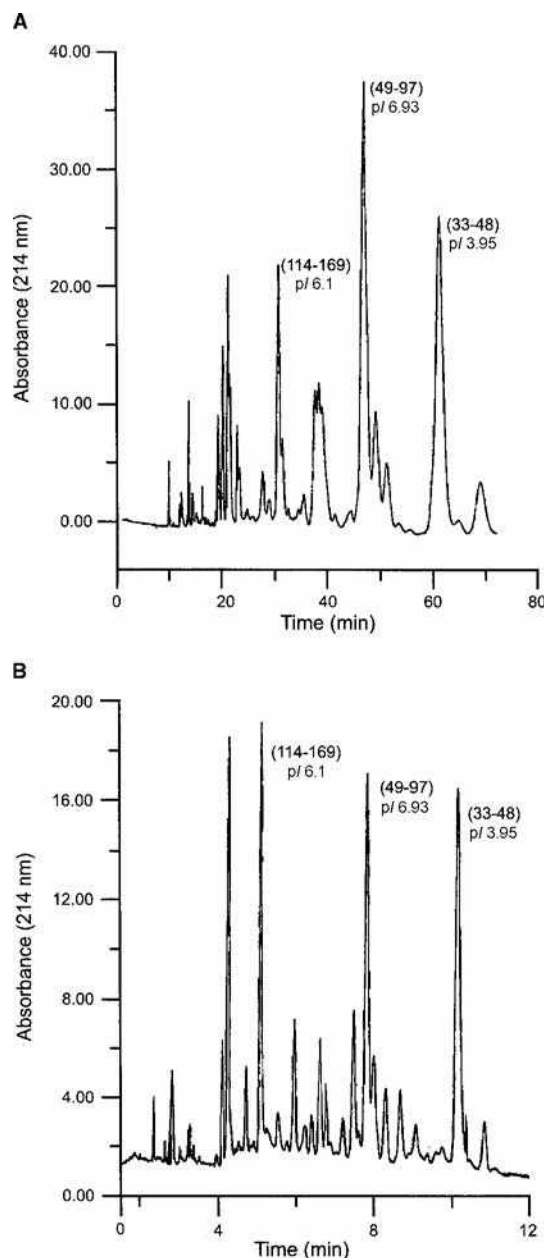 A
40.00
(49-97)
pI 6.93
30.00
(33-48)
pI 3.95
(114-169)
pI 6.1
20.00
10.00
0.00
Absorbance (214 nm)
0 20 40 60 80
Time (min)
B
20.00
(114-169)
pI 6.1
(49-97)
pI 6.93
(33-48)
pI 3.95
16.00
12.00
8.00
4.00
0.00
Absorbance (214 nm)
0 4 8 12
Time (min)